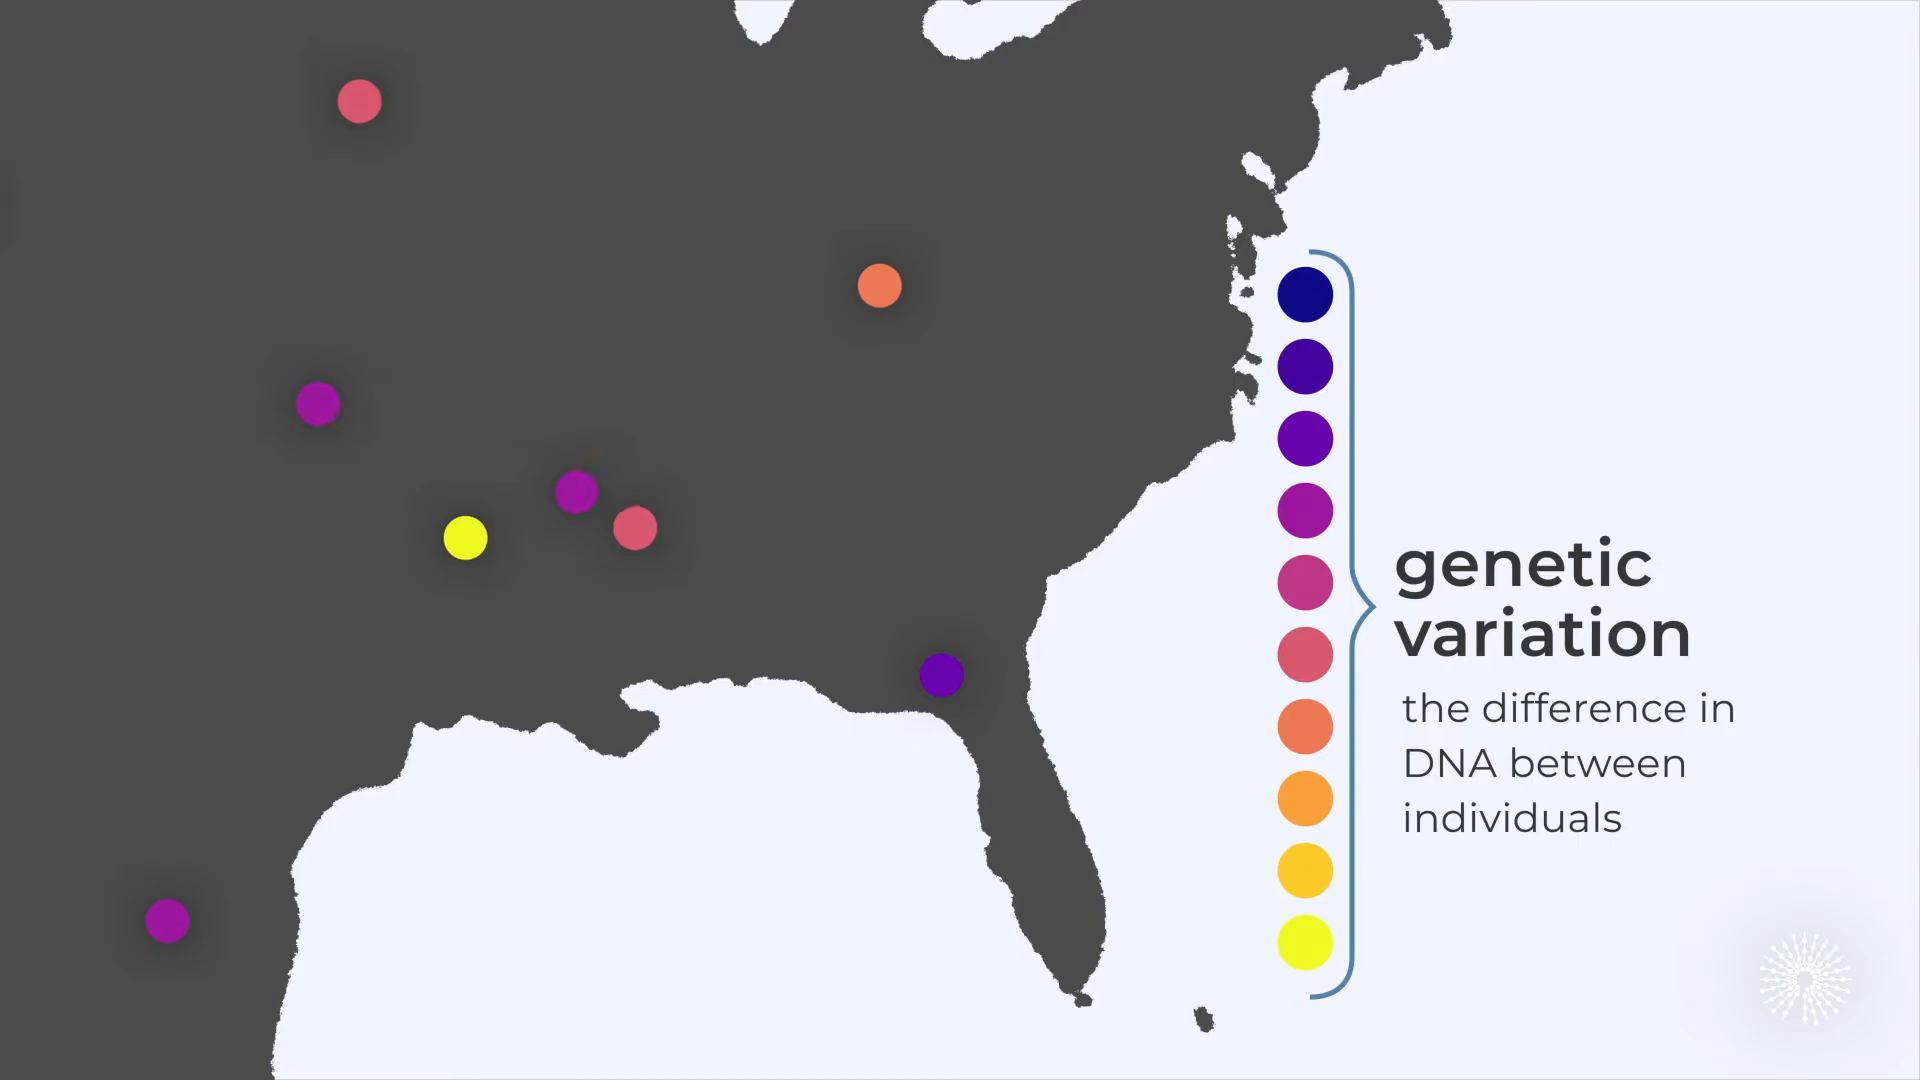 genetic
variation
the difference in
DNA between
individuals